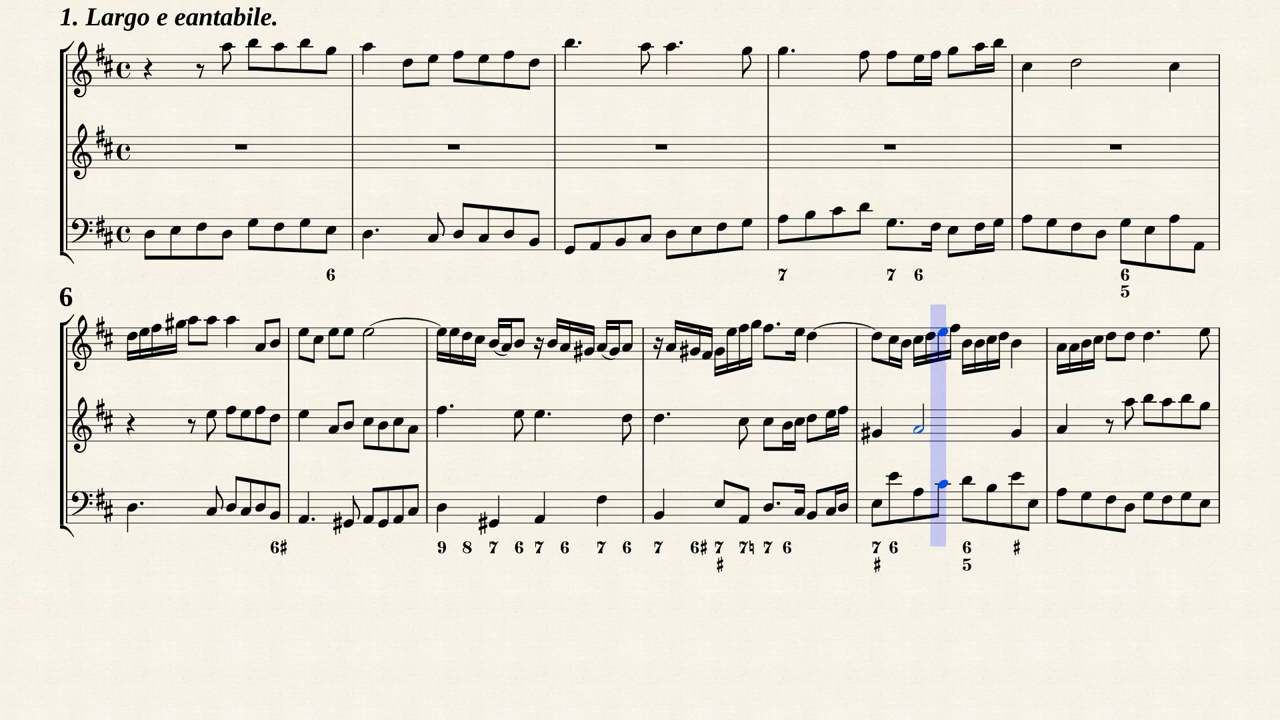 1. Largo e eantabile.
6
7 7 6 6
5
6
6# 9 8 7 6 7 6 7 6 7 6# 7 7♮ 7 6 7 6 6 #
# # 5